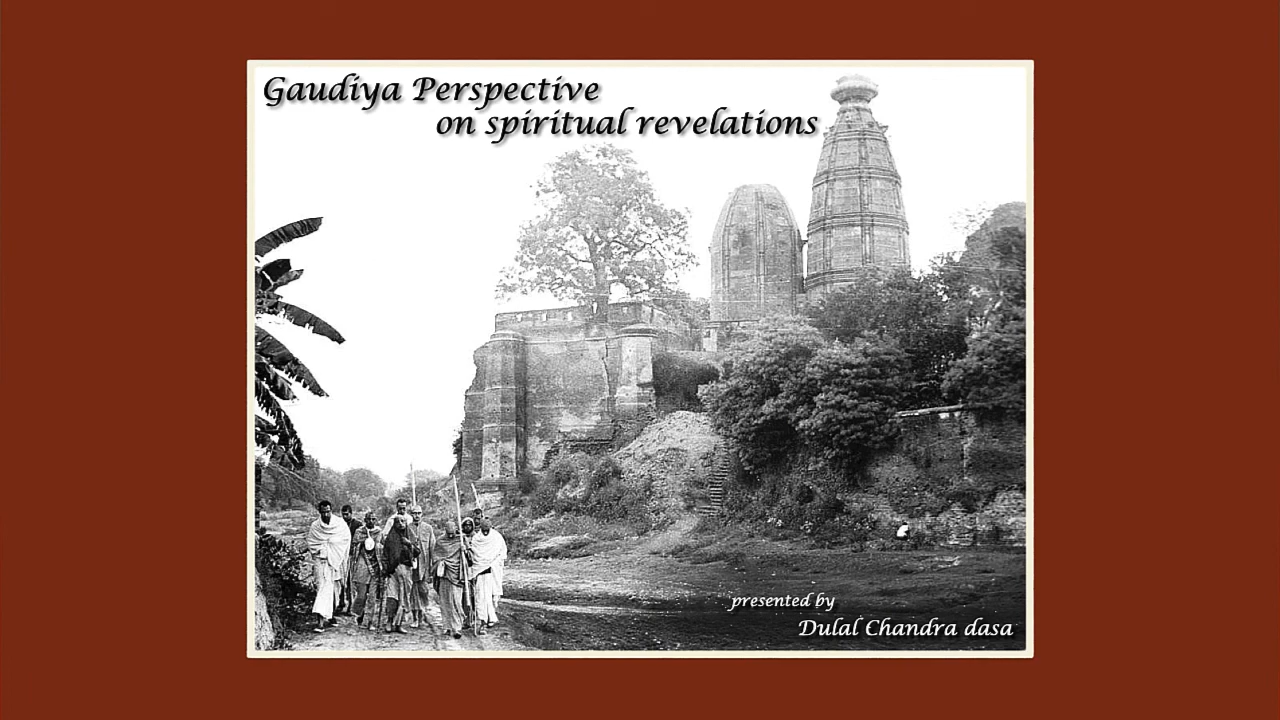 Gaudiya Perspective
on spiritual revelations
presented by
Dulal Chandra dasa